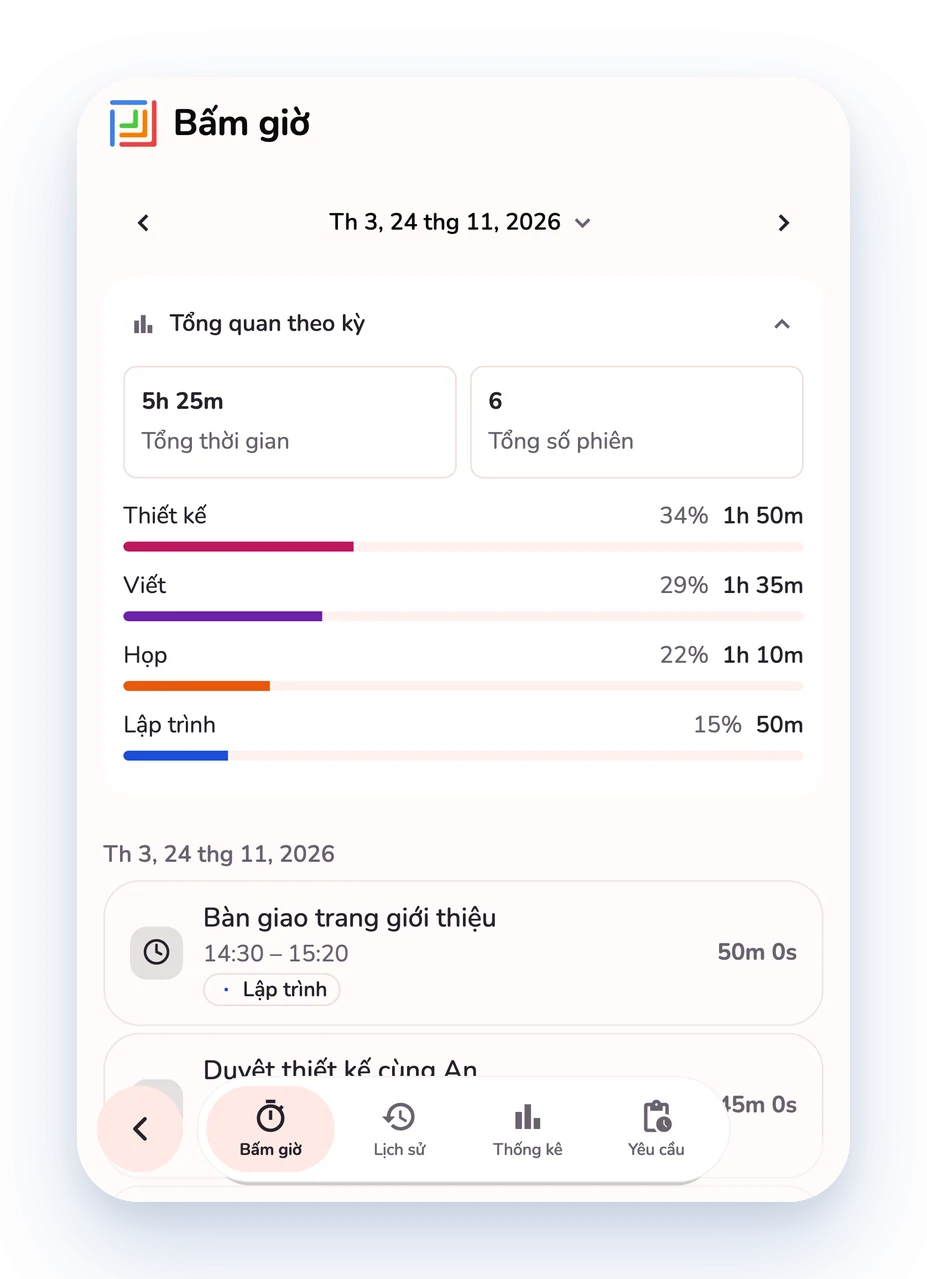 Bấm giờ
Th 3, 24 thg 11, 2026
Tổng quan theo kỳ
5h 25m
6
Tổng thời gian
Tổng số phiên
Thiết kế 34% 1h 50m
Viết 29% 1h 35m
Họp 22% 1h 10m
Lập trình 15% 50m
Th 3, 24 thg 11, 2026
Bàn giao trang giới thiệu
14:30 – 15:20
50m 0s
Lập trình
Duyệt thiết kế cùng An
45m 0s
Bấm giờ
Lịch sử
Thống kê
Yêu cầu